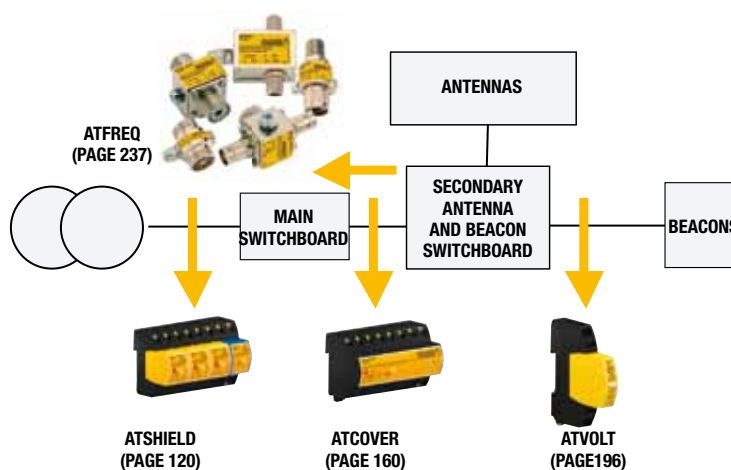 ANTENNAS
ATFREQ
(PAGE 237)
SECONDARY
ANTENNA
AND BEACON
SWITCHBOARD
MAIN
SWITCHBOARD
BEACONS
ATSHIELD
(PAGE 120)
ATCOVER
(PAGE 160)
ATVOLT
(PAGE196)